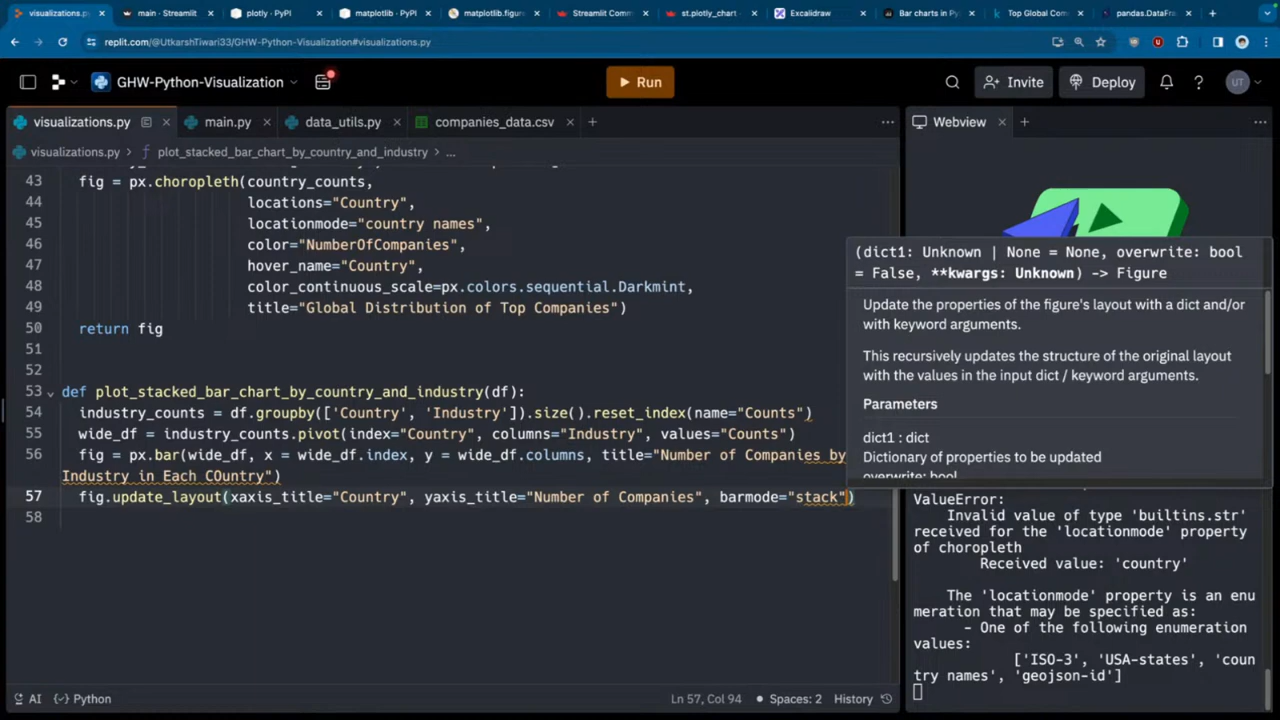 main · Streamlit
plotly · PyPI
matplotlib · PyPI
matplotlib.figure
Streamlit Comm
st.plotly_chart
Excalidraw
Bar charts in Py
Top Global Com
pandas.DataFra
replit.com/@UtkarshTiwari33/GHW-Python-Visualization#visualizations.py
GHW-Python-Visualization
Run
Invite
Deploy
UT
visualizations.py
main.py
data_utils.py
companies_data.csv
Webview
visualizations.py > plot_stacked_bar_chart_by_country_and_industry > ...
43 fig = px.choropleth(country_counts,
44 locations="Country",
45 locationmode="country names",
46 color="NumberOfCompanies",
47 hover_name="Country",
48 color_continuous_scale=px.colors.sequential.Darkmint,
49 title="Global Distribution of Top Companies")
50 return fig
51
52
53 def plot_stacked_bar_chart_by_country_and_industry(df):
54 industry_counts = df.groupby(['Country', 'Industry']).size().reset_index(name="Counts")
55 wide_df = industry_counts.pivot(index="Country", columns="Industry", values="Counts")
56 fig = px.bar(wide_df, x = wide_df.index, y = wide_df.columns, title="Number of Companies by
Industry in Each COuntry")
57 fig.update_layout(xaxis_title="Country", yaxis_title="Number of Companies", barmode="stack")
58
(dict1: Unknown | None = None, overwrite: bool
= False, **kwargs: Unknown) -> Figure
Update the properties of the figure's layout with a dict and/or
with keyword arguments.
This recursively updates the structure of the original layout
with the values in the input dict / keyword arguments.
Parameters
dict1 : dict
Dictionary of properties to be updated
overwrite: bool
ValueError:
Invalid value of type 'builtins.str'
received for the 'locationmode' property
of choropleth
Received value: 'country'
The 'locationmode' property is an enu
meration that may be specified as:
- One of the following enumeration
values:
['ISO-3', 'USA-states', 'coun
try names', 'geojson-id']
AI
Python
Ln 57, Col 94
Spaces: 2
History